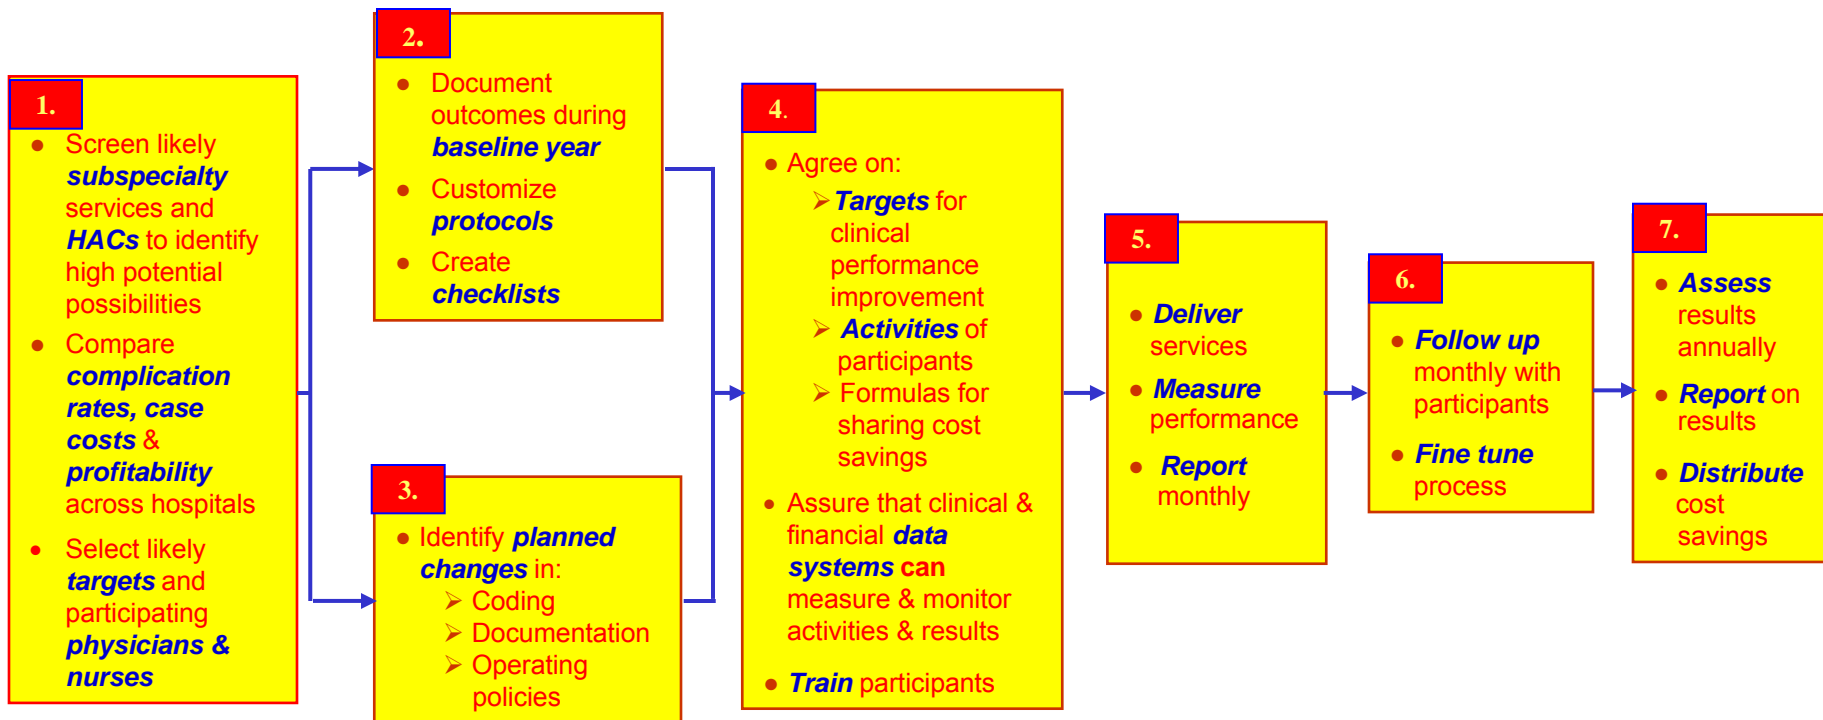 1.
● Screen likely
subspecialty
services and
HACs to identify
high potential
possibilities
● Compare
complication
rates, case
costs &
profitability
across hospitals
● Select likely
targets and
participating
physicians &
nurses
2.
● Document
outcomes during
baseline year
● Customize
protocols
● Create
checklists
3.
● Identify planned
changes in:
➢ Coding
➢ Documentation
➢ Operating
policies
4.
● Agree on:
➢ Targets for
clinical
performance
improvement
➢ Activities of
participants
➢ Formulas for
sharing cost
savings
● Assure that clinical &
financial data
systems can
measure & monitor
activities & results
● Train participants
5.
● Deliver
services
● Measure
performance
● Report
monthly
6.
● Follow up
monthly with
participants
● Fine tune
process
7.
● Assess
results
annually
● Report on
results
● Distribute
cost
savings